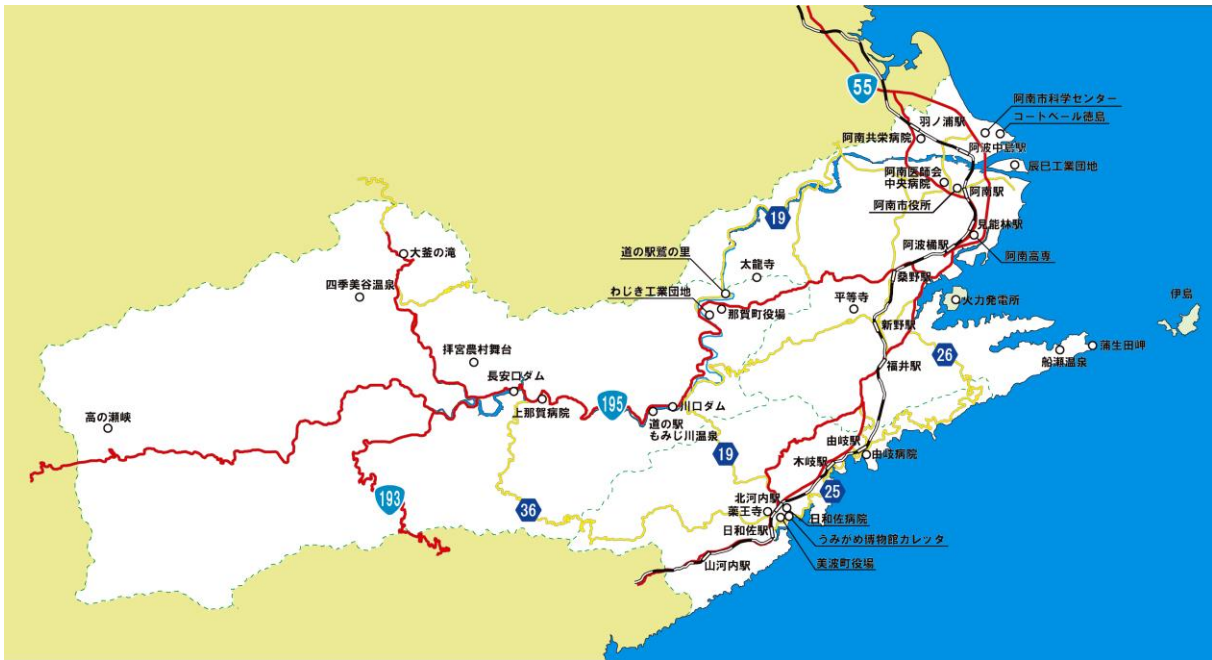 55
阿南市科学センター
コートベール徳島
羽ノ浦駅
阿南共栄病院
阿波中島駅
辰巳工業団地
阿南医師会
中央病院
阿南駅
阿南市役所
19
見能林駅
阿波橘駅
阿南高専
道の駅鷲の里
太龍寺
桑野駅
大釜の滝
四季美谷温泉
わじき工業団地
那賀町役場
平等寺
火力発電所
伊島
新野駅
蒲生田岬
船瀬温泉
26
福井駅
拝宮農村舞台
長安口ダム
上那賀病院
195
川口ダム
道の駅
もみじ川温泉
高の瀬峡
19
由岐駅
由岐病院
木岐駅
25
193
36
北河内駅
薬王寺
日和佐病院
日和佐駅
うみがめ博物館カレッタ
美波町役場
山河内駅